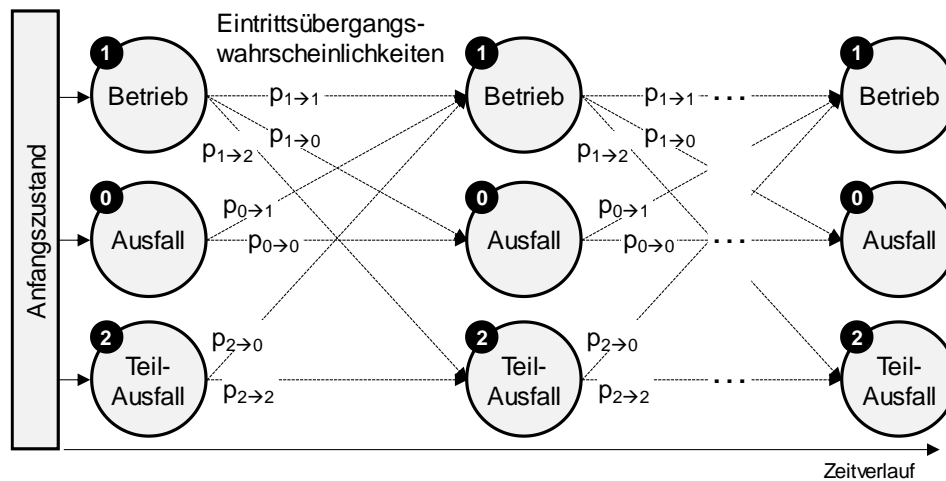 Anfangszustand
Eintrittsübergangs-
wahrscheinlichkeiten
1
Betrieb
p1→1
p1→0
p1→2
1
Betrieb
p1→1
p1→0
p1→2
...
1
Betrieb
0
Ausfall
p0→1
p0→0
0
Ausfall
p0→1
p0→0
...
0
Ausfall
2
Teil-
Ausfall
p2→0
p2→2
2
Teil-
Ausfall
p2→0
p2→2
...
2
Teil-
Ausfall
Zeitverlauf